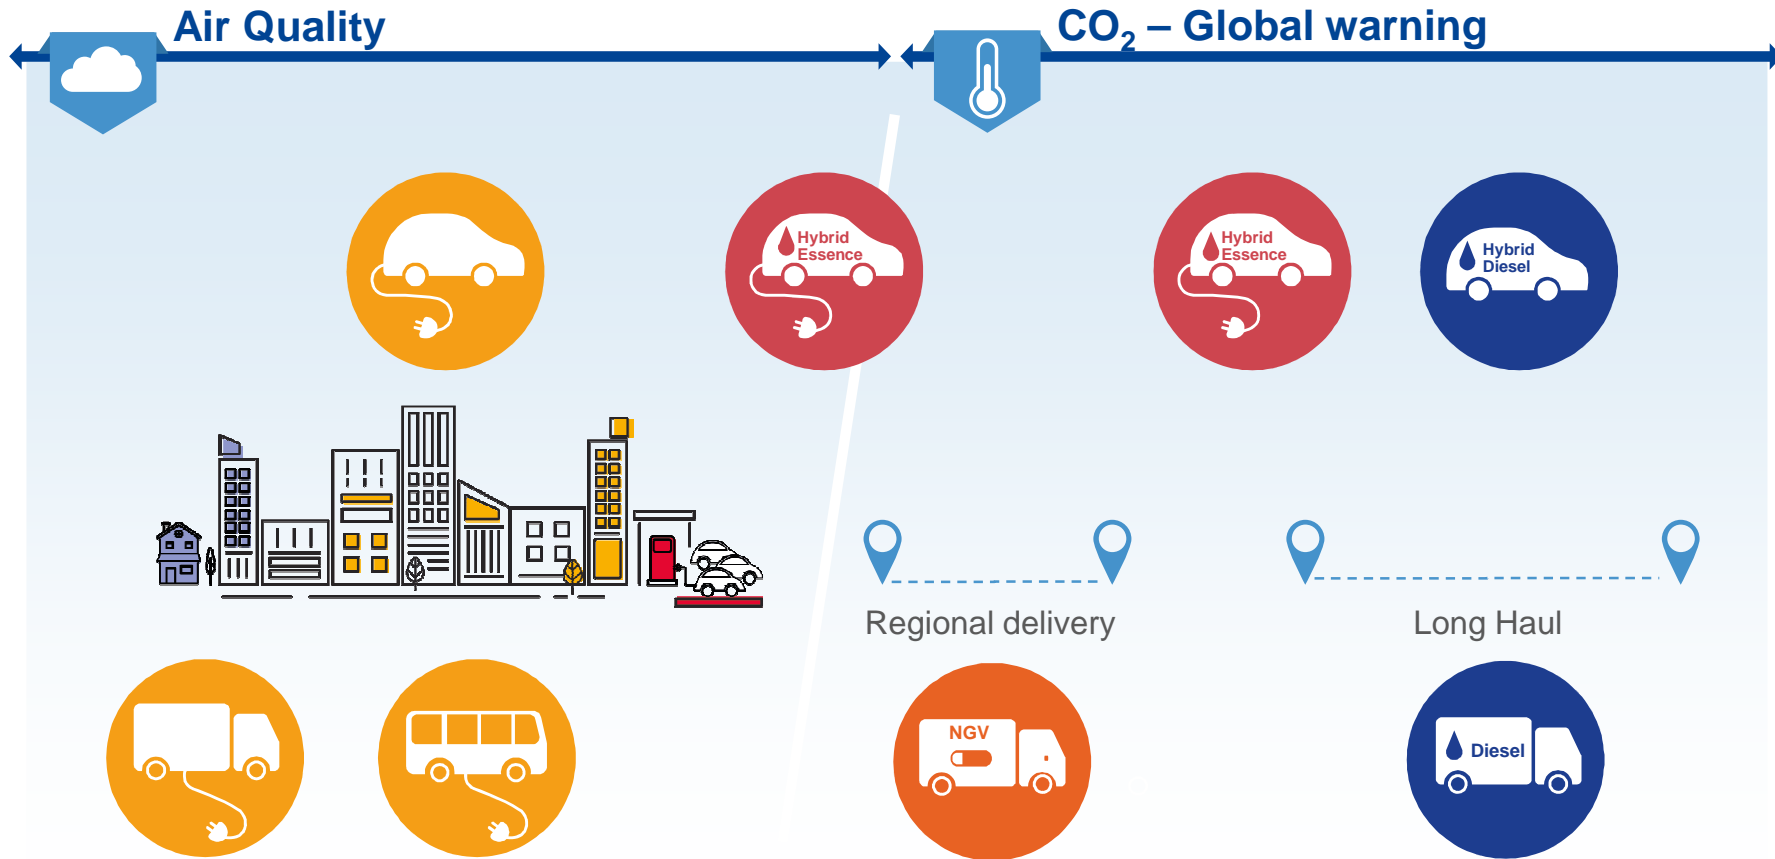 Air Quality
CO₂ – Global warning
Hybrid
Essence
Hybrid
Essence
Hybrid
Diesel
Regional delivery
Long Haul
NGV
Diesel